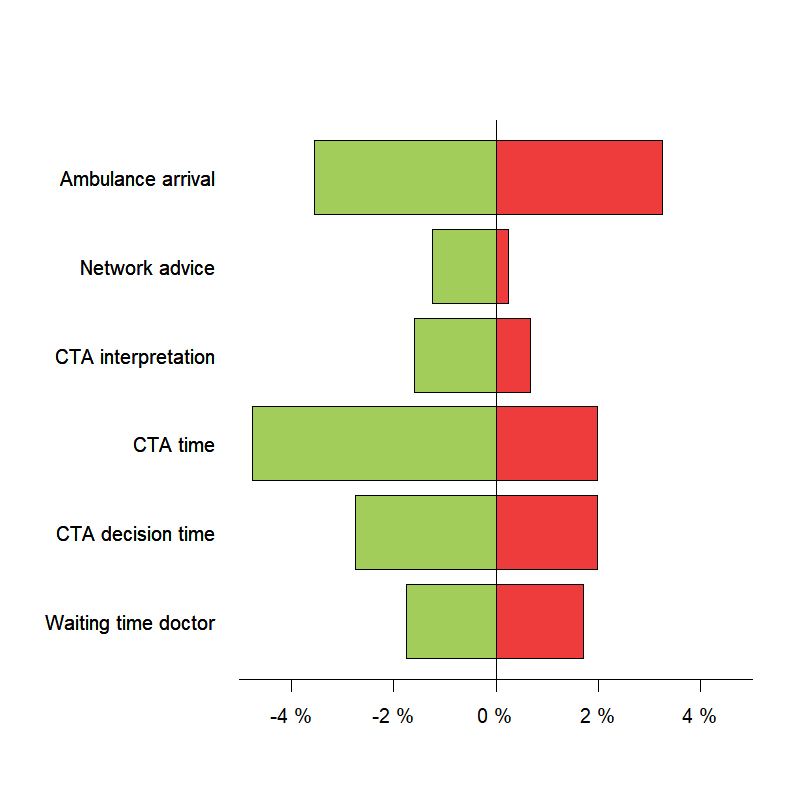 Ambulance arrival
Network advice
CTA interpretation
CTA time
CTA decision time
Waiting time doctor
-4 % -2 % 0 % 2 % 4 %